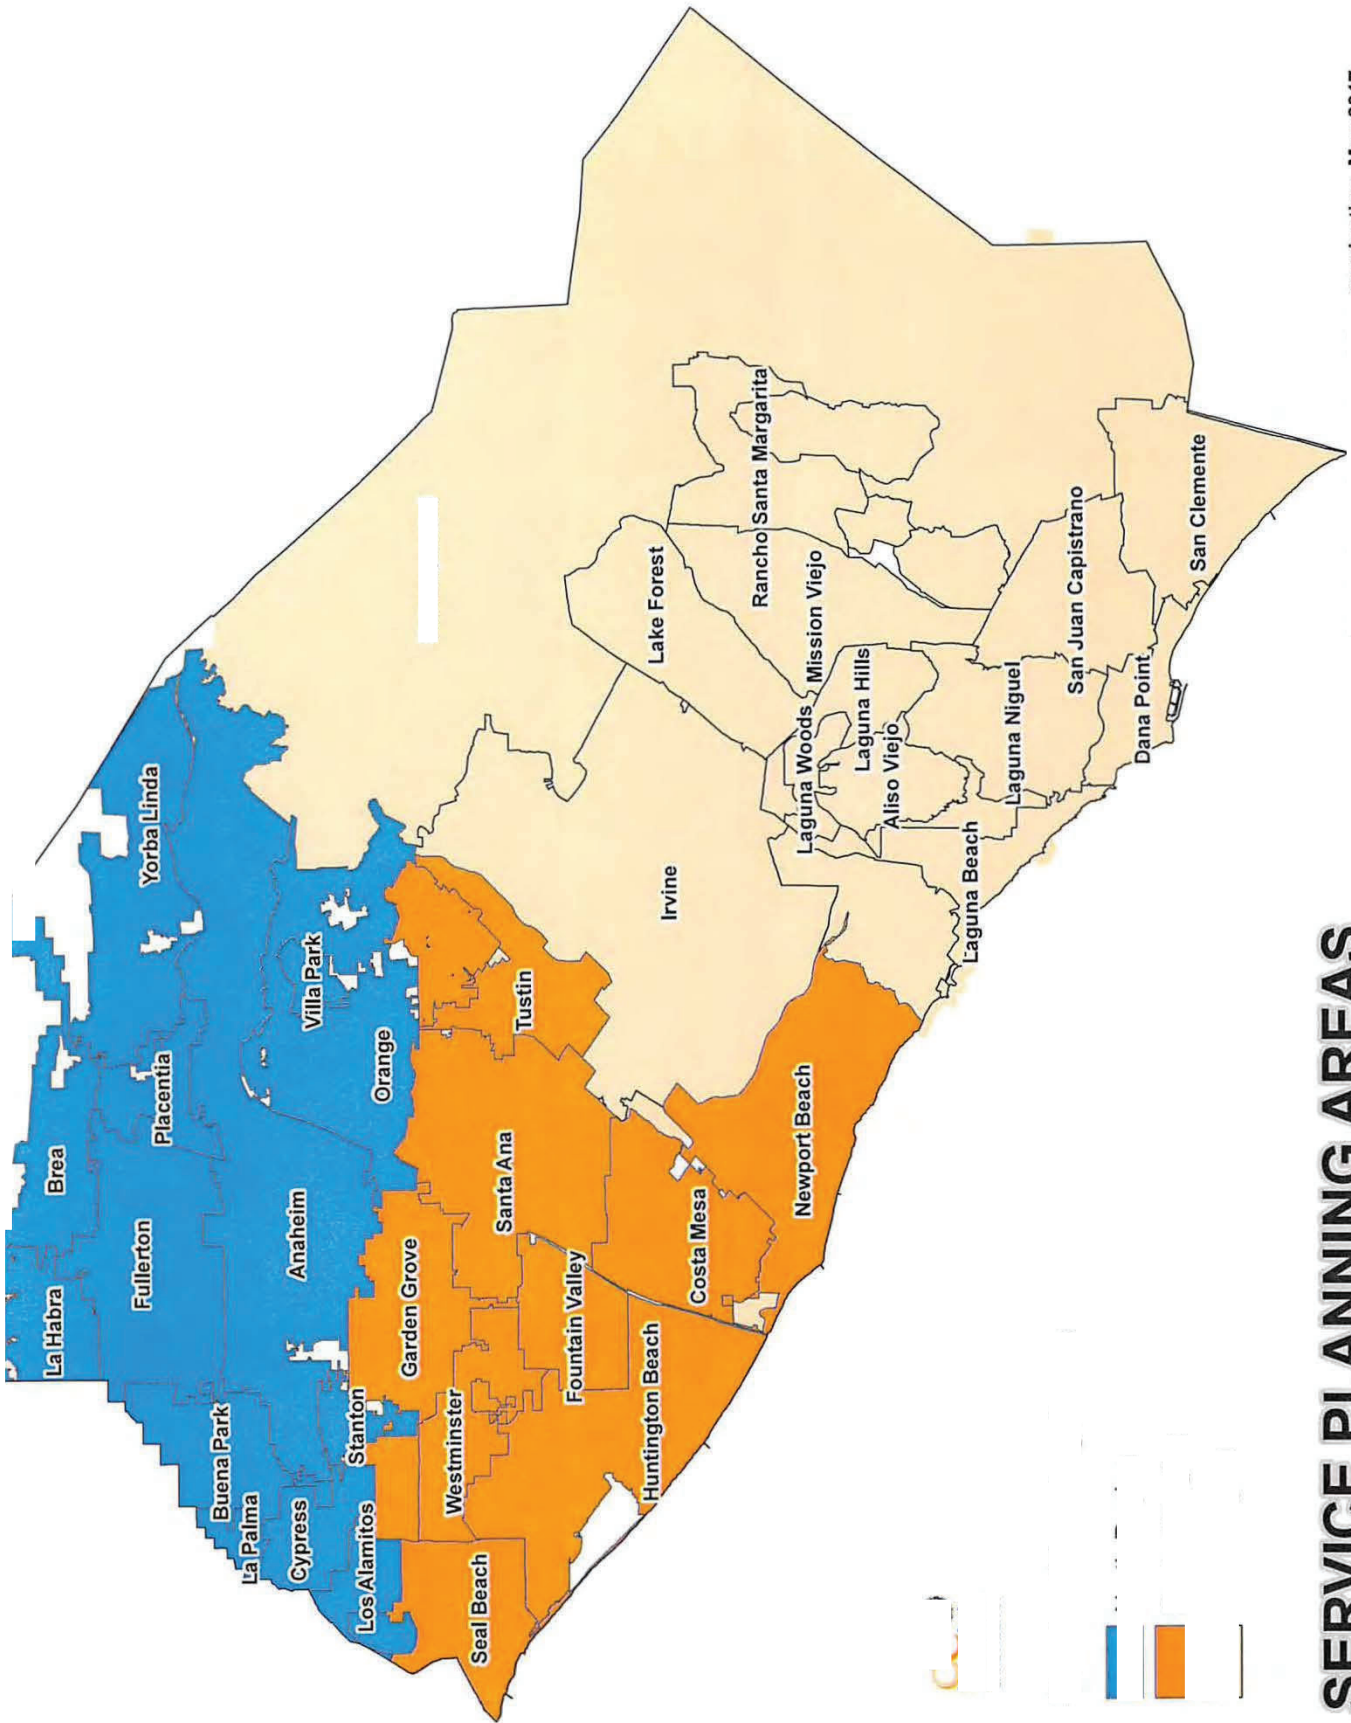 La Habra
Brea
Fullerton
Placentia
Yorba Linda
Buena Park
La Palma
Anaheim
Cypress
Villa Park
Stanton
Orange
Los Alamitos
Garden Grove
Santa Ana
Tustin
Westminster
Seal Beach
Fountain Valley
Irvine
Lake Forest
Huntington Beach
Costa Mesa
Newport Beach
Rancho Santa Margarita
Mission Viejo
Laguna Woods
Laguna Hills
Aliso Viejo
Laguna Beach
Laguna Niguel
San Juan Capistrano
Dana Point
San Clemente
SERVICE PLANNING AREAS